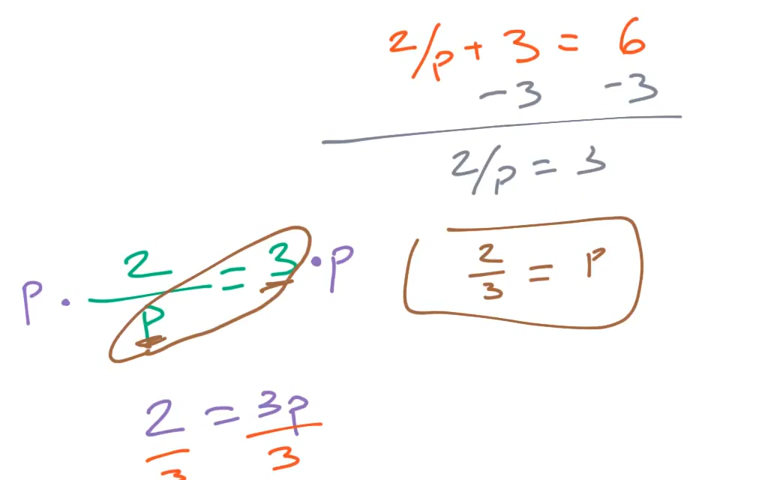 2/p + 3 = 6
-3 -3
2/p = 3
p · 2/p = 3 · p
2/3 = p
2 = 3p
3 3